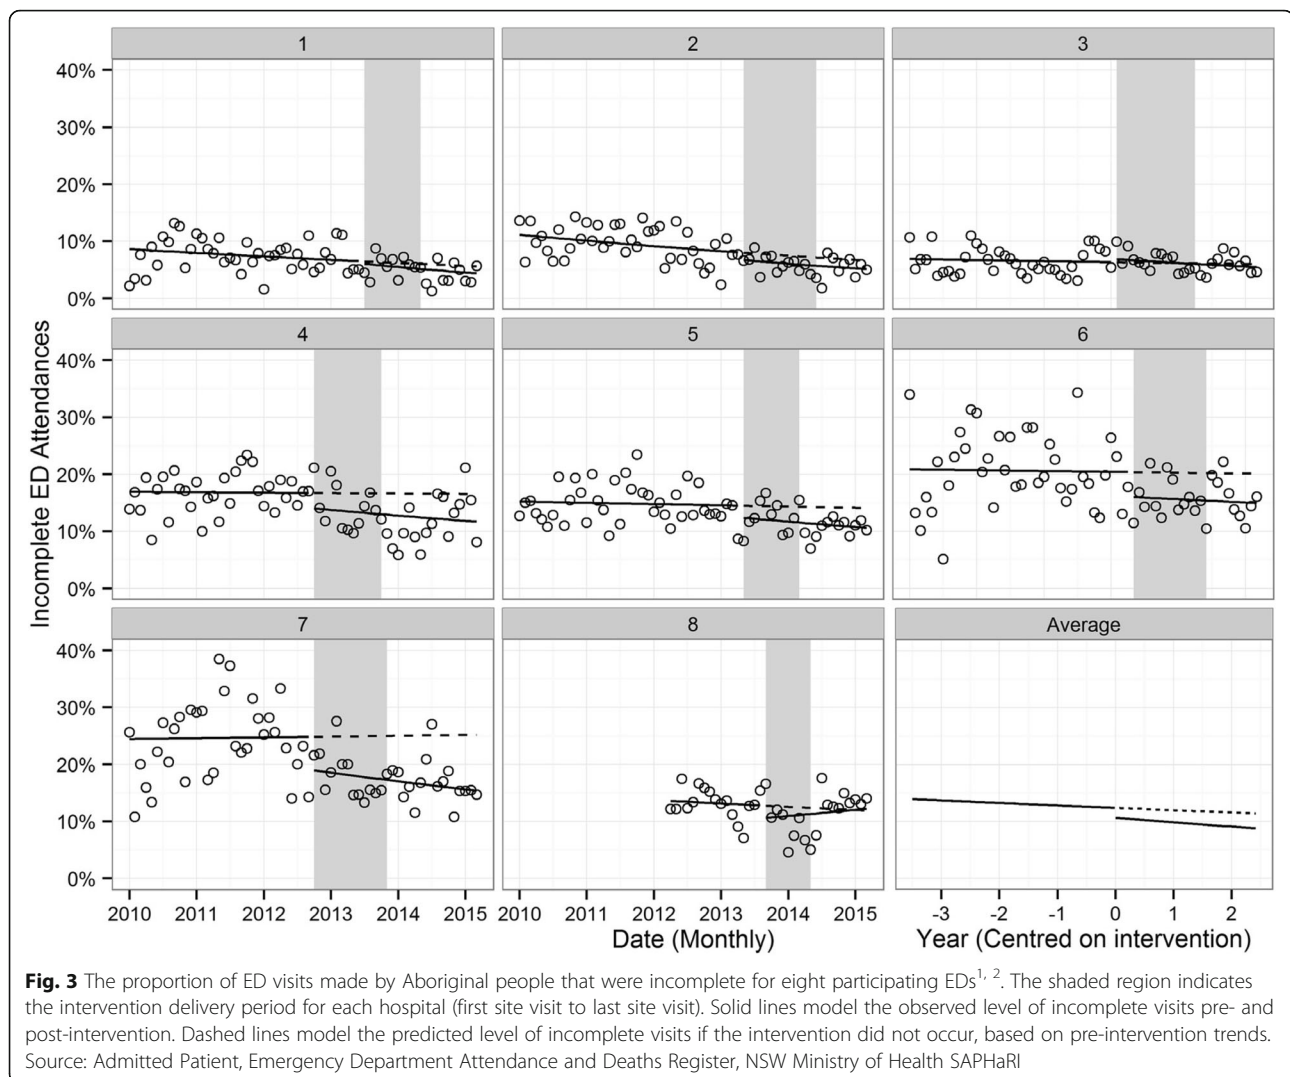 1 2 3
40%
30%
20%
10%
0%
4 5 6
40%
30%
20%
10%
0%
7 8 Average
40%
30%
20%
10%
0%
Incomplete ED Attendances
2010 2011 2012 2013 2014 2015 2010 2011 2012 2013 2014 2015 -3 -2 -1 0 1 2
Date (Monthly) Year (Centred on intervention)
Fig. 3 The proportion of ED visits made by Aboriginal people that were incomplete for eight participating EDs1, 2. The shaded region indicates
the intervention delivery period for each hospital (first site visit to last site visit). Solid lines model the observed level of incomplete visits pre- and
post-intervention. Dashed lines model the predicted level of incomplete visits if the intervention did not occur, based on pre-intervention trends.
Source: Admitted Patient, Emergency Department Attendance and Deaths Register, NSW Ministry of Health SAPHaRI